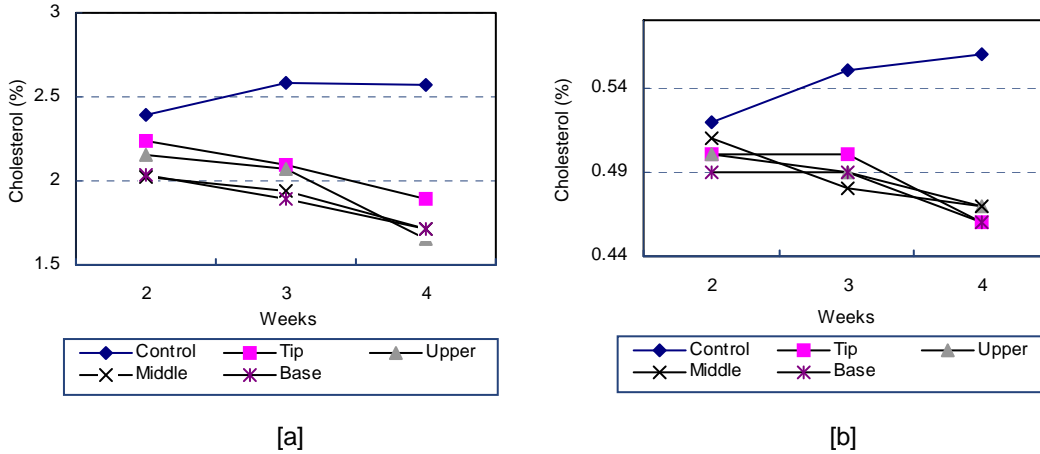 3
2.5
2
1.5
Cholesterol (%)
2 3 4
Weeks
Control Tip Upper
Middle Base
[a]
0.54
0.49
0.44
Cholesterol (%)
2 3 4
Weeks
Control Tip Upper
Middle Base
[b]